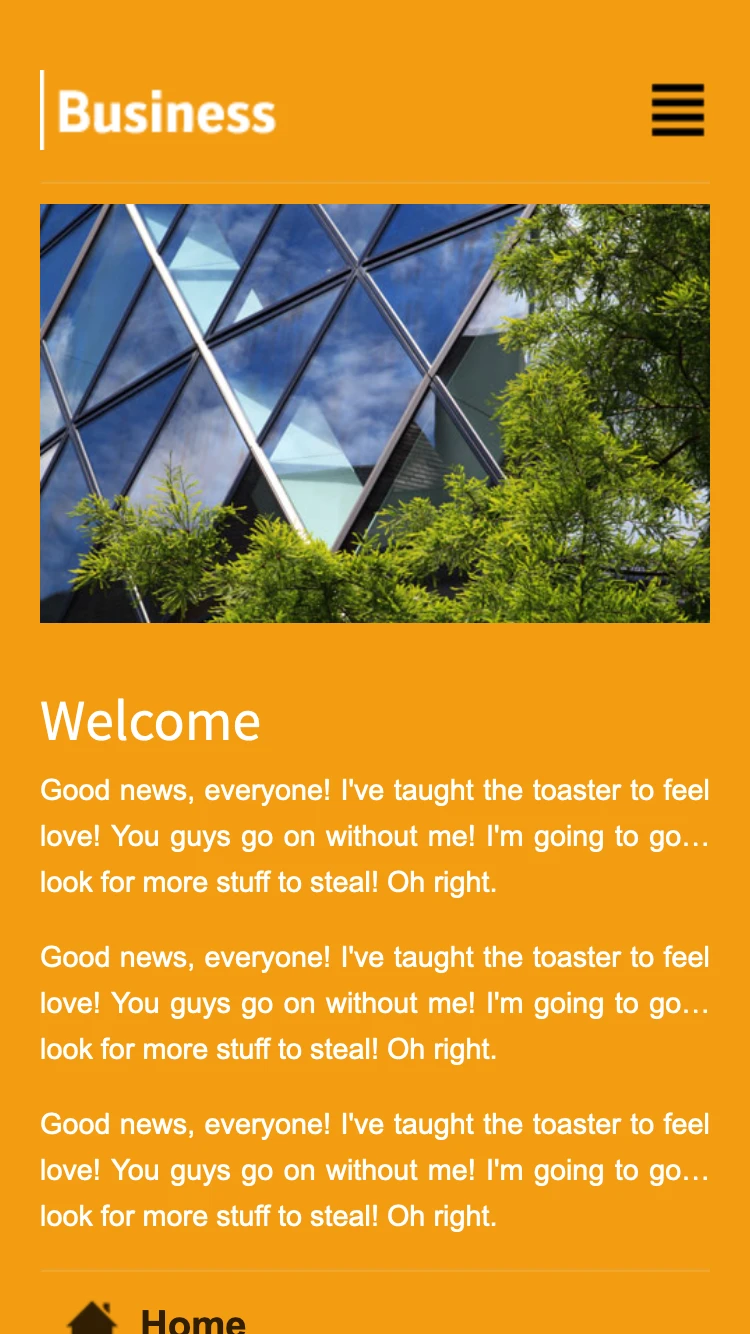 Business
Welcome
Good news, everyone! I've taught the toaster to feel
love! You guys go on without me! I'm going to go…
look for more stuff to steal! Oh right.
Good news, everyone! I've taught the toaster to feel
love! You guys go on without me! I'm going to go…
look for more stuff to steal! Oh right.
Good news, everyone! I've taught the toaster to feel
love! You guys go on without me! I'm going to go…
look for more stuff to steal! Oh right.
Home